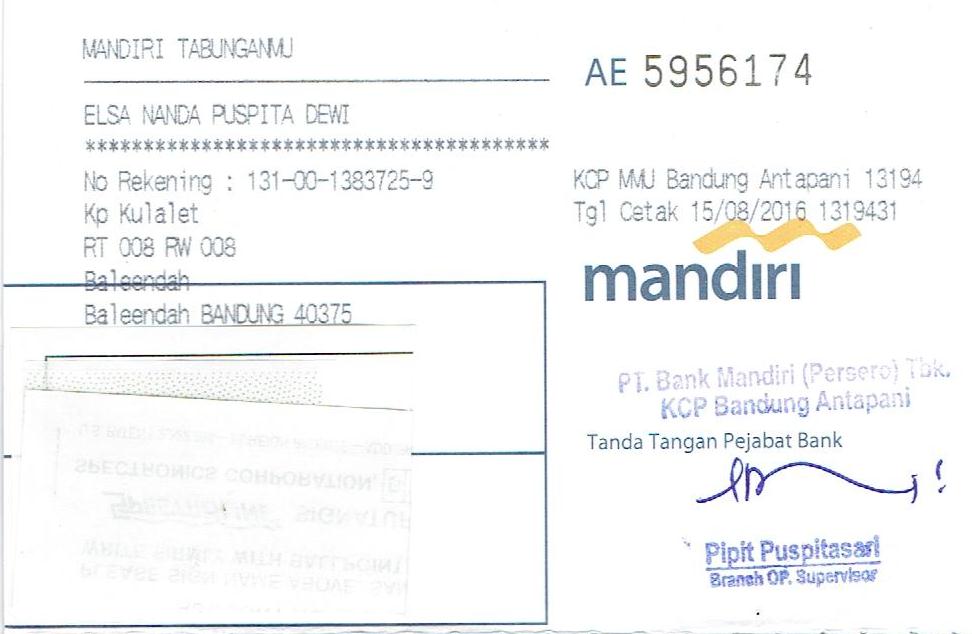 MANDIRI TABUNGANMU
AE 5956174
ELSA NANDA PUSPITA DEWI
****************************************
No Rekening : 131-00-1383725-9
Kp Kulalet
RT 008 RW 008
Baleendah
Baleendah BANDUNG 40375
KCP MMU Bandung Antapani 13194
Tgl Cetak 15/08/2016 1319431
mandiri
PT. Bank Mandiri (Persero) Tbk.
KCP Bandung Antapani
Tanda Tangan Pejabat Bank
Pipit Puspitasari
Branch OP. Supervisor
SPECTRONICS CORPORATION,
SIGNATUR
WRITE FIRMLY WITH BALLPOINT
PLEASE SIGN NAME ABOVE,